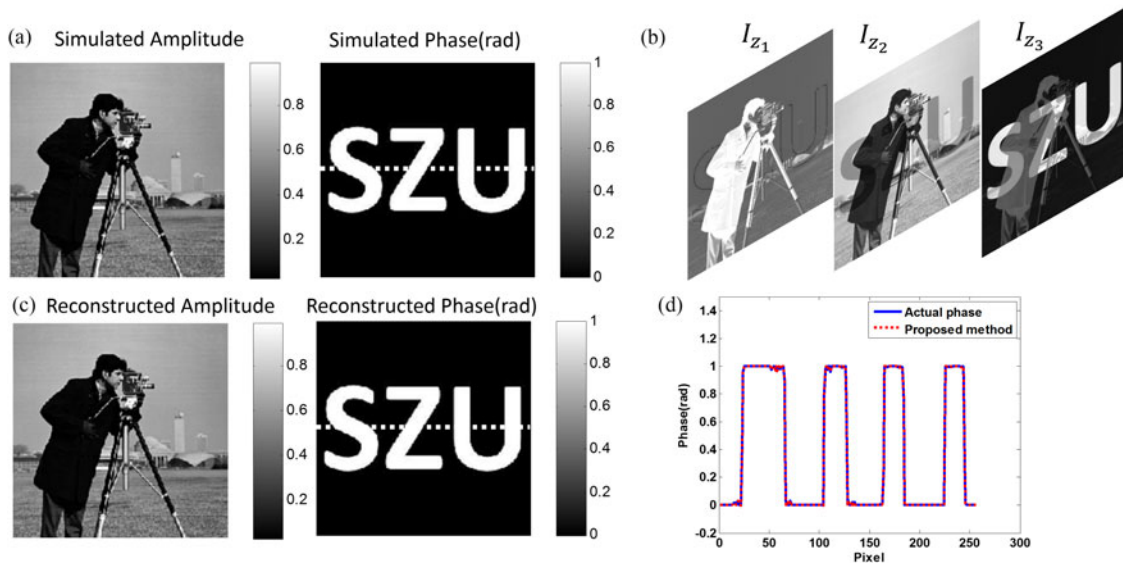 (a)
Simulated Amplitude
0.8
0.6
0.4
0.2
Simulated Phase(rad)
SZU
1
0.8
0.6
0.4
0.2
0
(b)
I_{z_1}
I_{z_2}
I_{z_3}
U
SZU
SZU
(c)
Reconstructed Amplitude
0.8
0.6
0.4
0.2
Reconstructed Phase(rad)
SZU
1
0.8
0.6
0.4
0.2
0
(d)
Actual phase
Proposed method
Phase(rad)
1.4
1.2
1
0.8
0.6
0.4
0.2
0
-0.2
0
50
100
150
200
250
300
Pixel